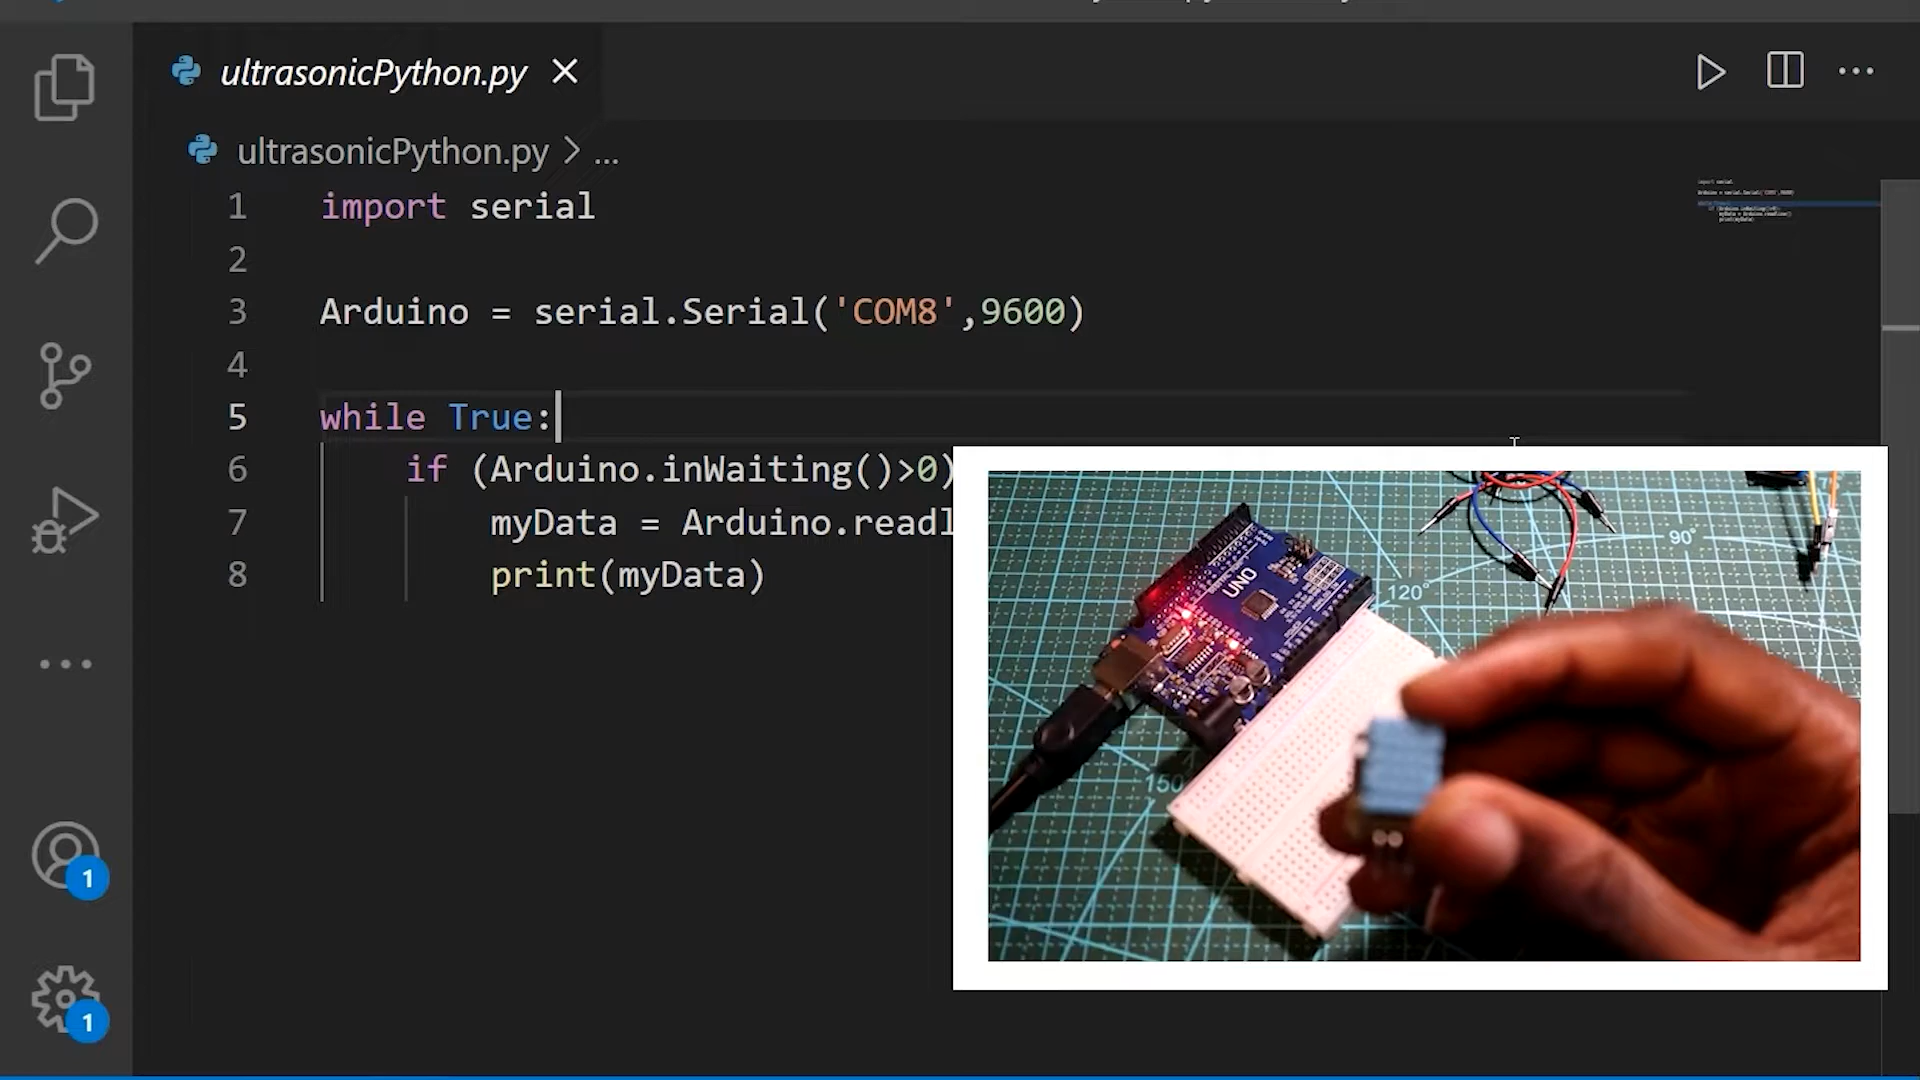 ultrasonicPython.py
ultrasonicPython.py > ...
1 import serial
2
3 Arduino = serial.Serial('COM8',9600)
4
5 while True:
6 if (Arduino.inWaiting()>0)
7 myData = Arduino.readl
8 print(myData)
UNO
90°
120°
150
1
1